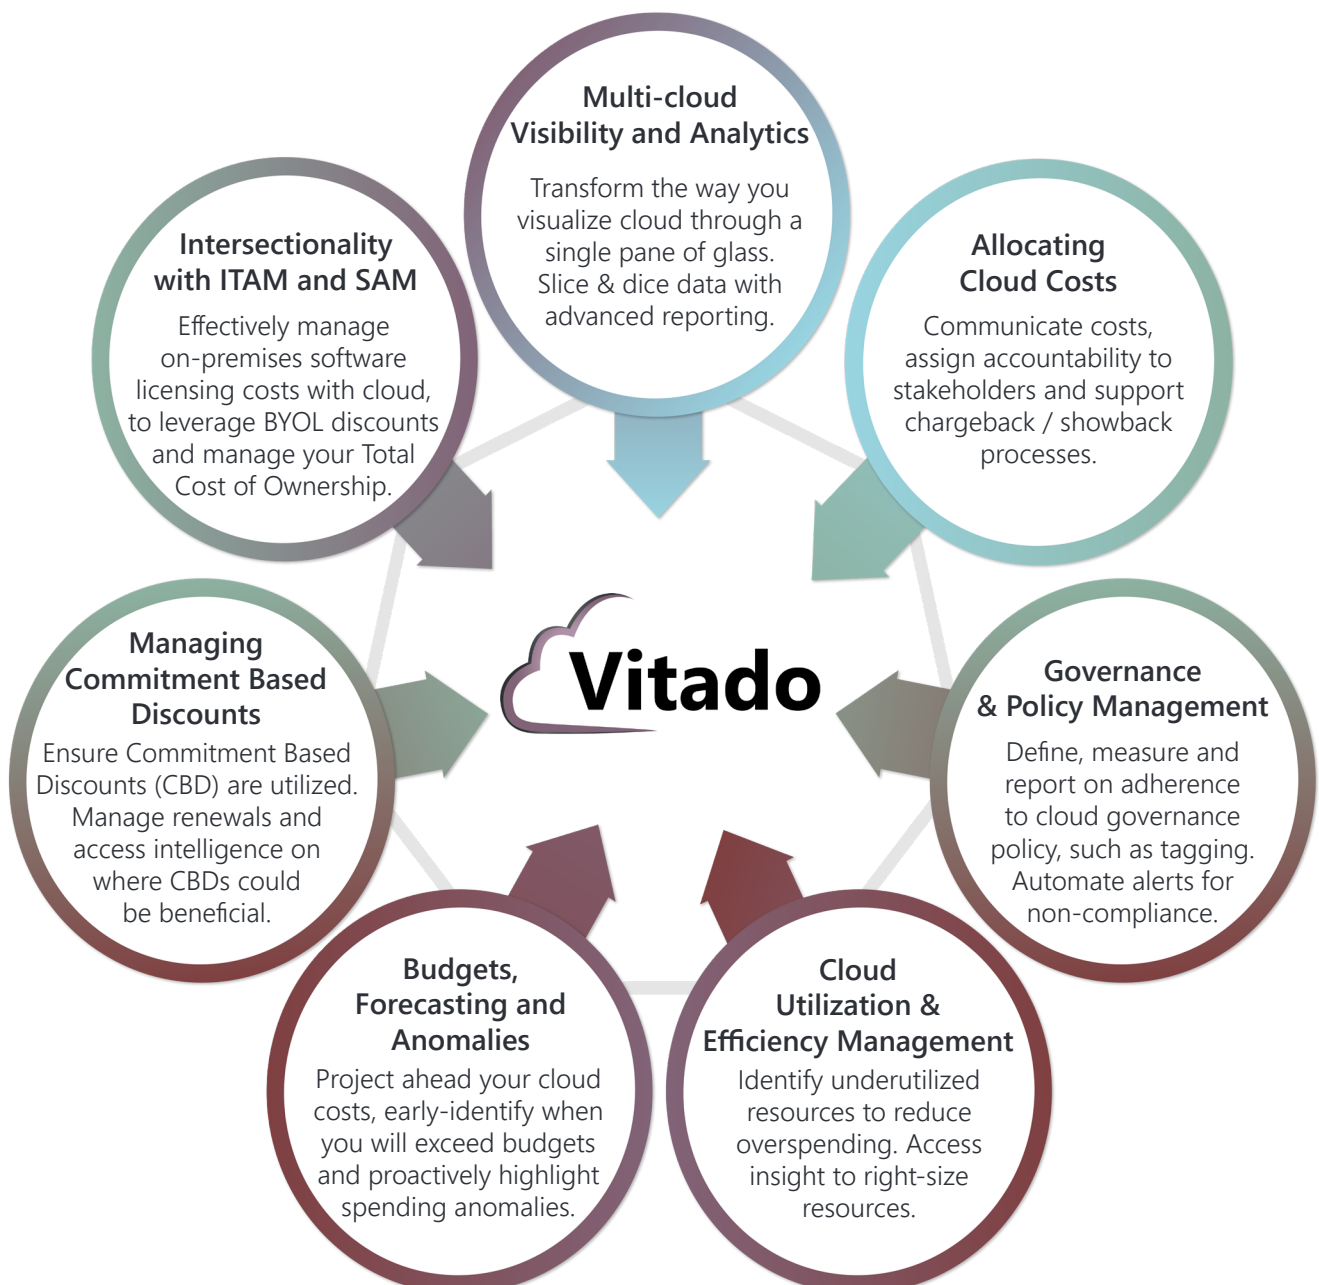 Multi-cloud
Visibility and Analytics
Transform the way you
visualize cloud through a
single pane of glass.
Slice & dice data with
advanced reporting.
Allocating
Cloud Costs
Communicate costs,
assign accountability to
stakeholders and support
chargeback / showback
processes.
Governance
& Policy Management
Define, measure and
report on adherence
to cloud governance
policy, such as tagging.
Automate alerts for
non-compliance.
Cloud
Utilization &
Efficiency Management
Identify underutilized
resources to reduce
overspending. Access
insight to right-size
resources.
Budgets,
Forecasting and
Anomalies
Project ahead your cloud
costs, early-identify when
you will exceed budgets
and proactively highlight
spending anomalies.
Managing
Commitment Based
Discounts
Ensure Commitment Based
Discounts (CBD) are utilized.
Manage renewals and
access intelligence on
where CBDs could
be beneficial.
Intersectionality
with ITAM and SAM
Effectively manage
on-premises software
licensing costs with cloud,
to leverage BYOL discounts
and manage your Total
Cost of Ownership.
Vitado